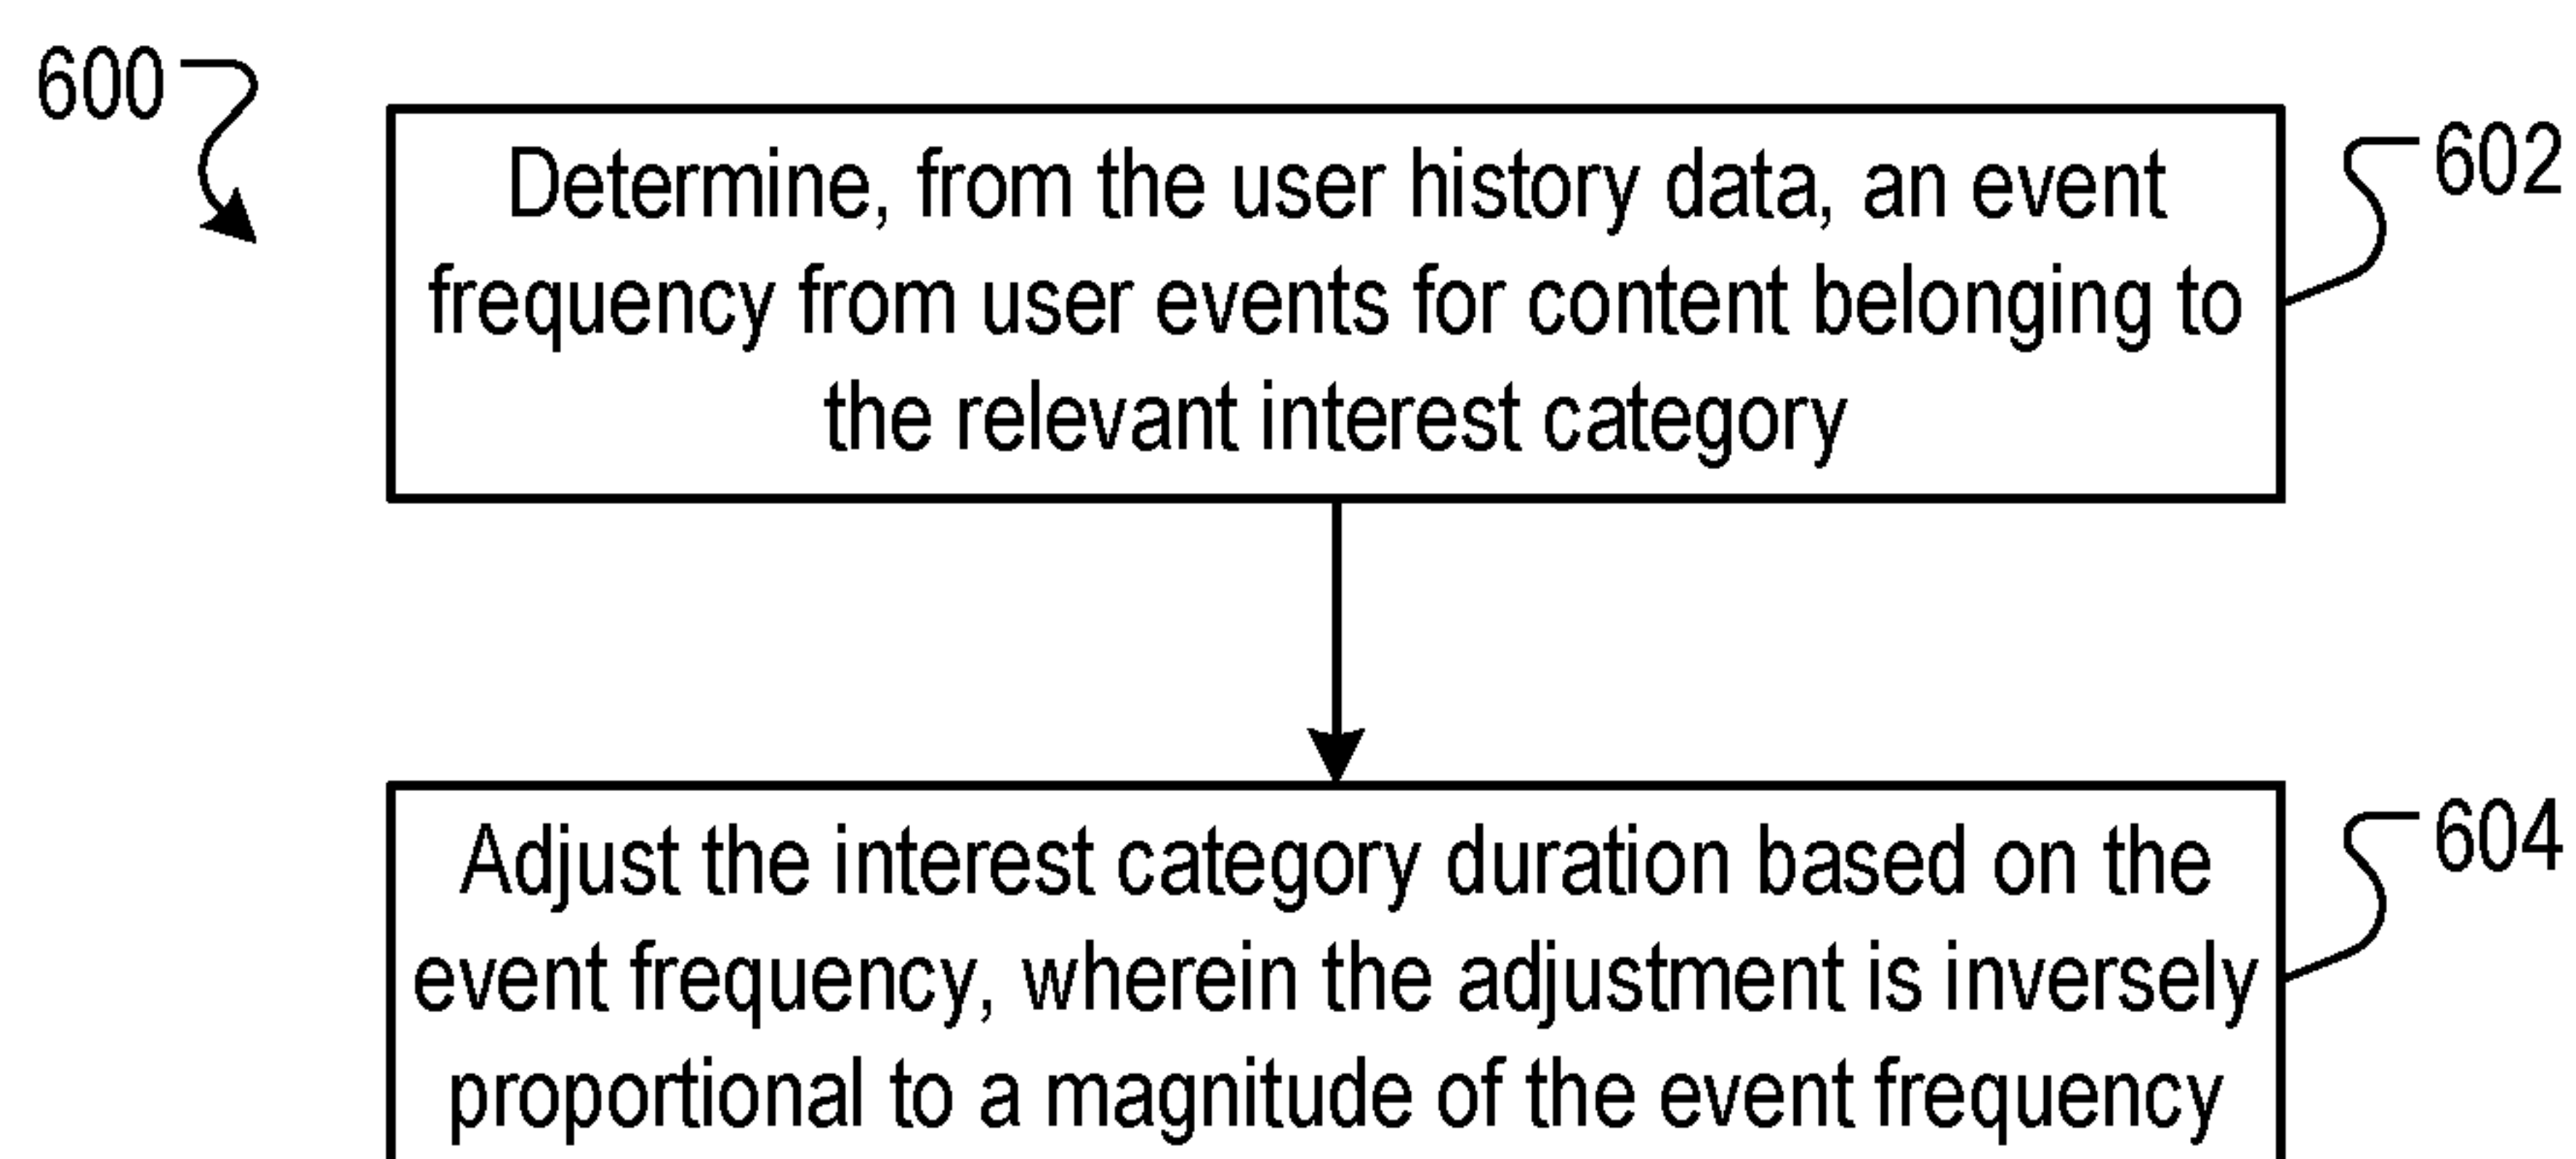 600
Determine, from the user history data, an event
frequency from user events for content belonging to
the relevant interest category
602
Adjust the interest category duration based on the
event frequency, wherein the adjustment is inversely
proportional to a magnitude of the event frequency
604